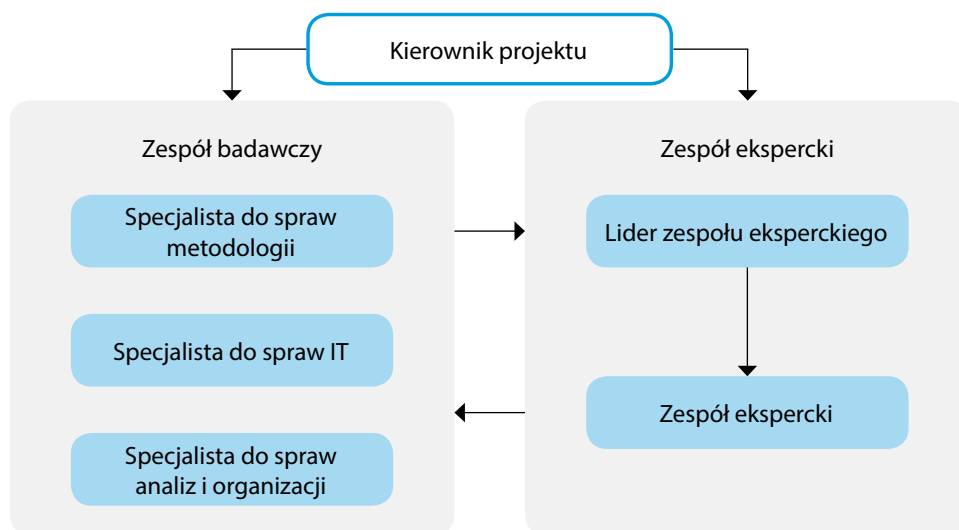 Kierownik projektu
Zespół badawczy
Specjalista do spraw
metodologii
Specjalista do spraw IT
Specjalista do spraw
analiz i organizacji
Zespół ekspercki
Lider zespołu eksperckiego
Zespół ekspercki